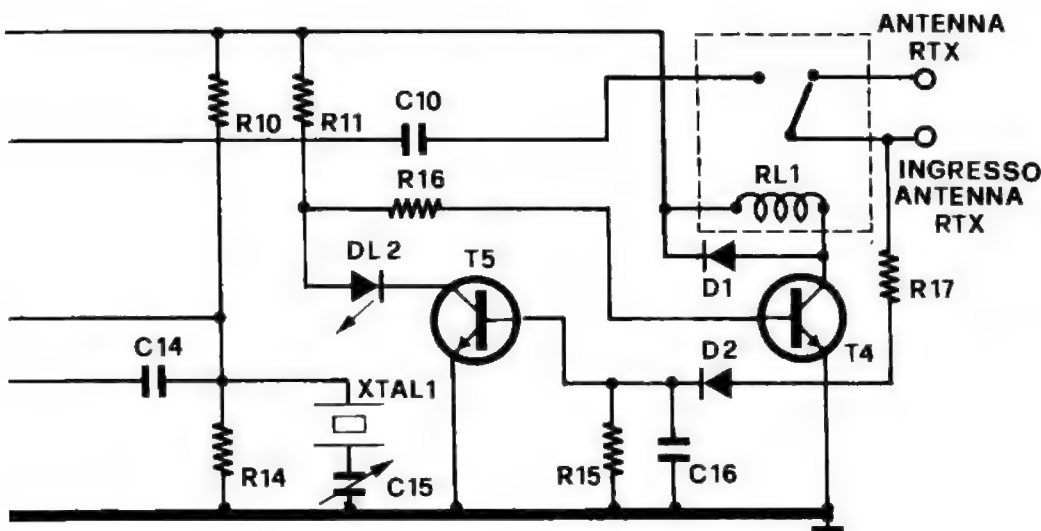 ANTENNA
RTX
C10
R10
R11
R16
RL1
INGRESSO
ANTENNA
RTX
DL2
T5
D1
R17
C14
D2
T4
XTAL1
R14
C15
R15
C16